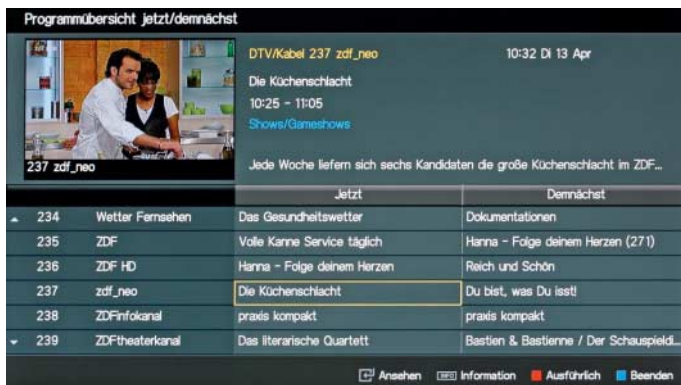 Programmübersicht jetzt/demnächst
DTV/Kabel 237 zdf_neo 10:32 Di 13 Apr
Die Küchenschlacht
10:25 - 11:05
Shows/Gameshows
237 zdf_neo Jede Woche liefern sich sechs Kandidaten die große Küchenschlacht im ZDF...
Jetzt Demnächst
234 Wetter Fernsehen Das Gesundheitswetter Dokumentationen
235 ZDF Volle Kanne Service täglich Hanna - Folge deinem Herzen (271)
236 ZDF HD Hanna - Folge deinem Herzen Reich und Schön
237 zdf_neo Die Küchenschlacht Du bist, was Du isst!
238 ZDFinfokanal praxis kompakt praxis kompakt
239 ZDFtheaterkanal Das literarische Quartett Bastien & Bastienne / Der Schauspieldi...
Ansehen INFO Information Ausführlich Beenden